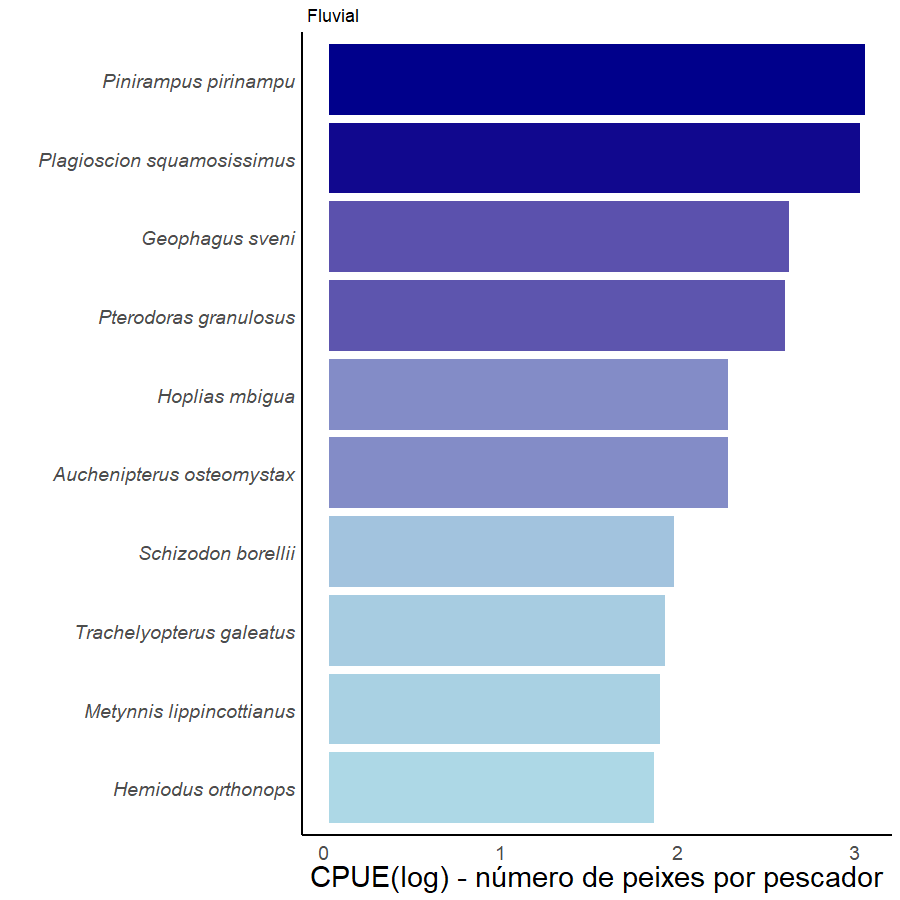 Fluvial
Pinirampus pirinampu
Plagioscion squamosissimus
Geophagus sveni
Pterodoras granulosus
Hoplias mbigua
Auchenipterus osteomystax
Schizodon borellii
Trachelyopterus galeatus
Metynnis lippincottianus
Hemiodus orthonops
0 1 2 3
CPUE(log) - número de peixes por pescador